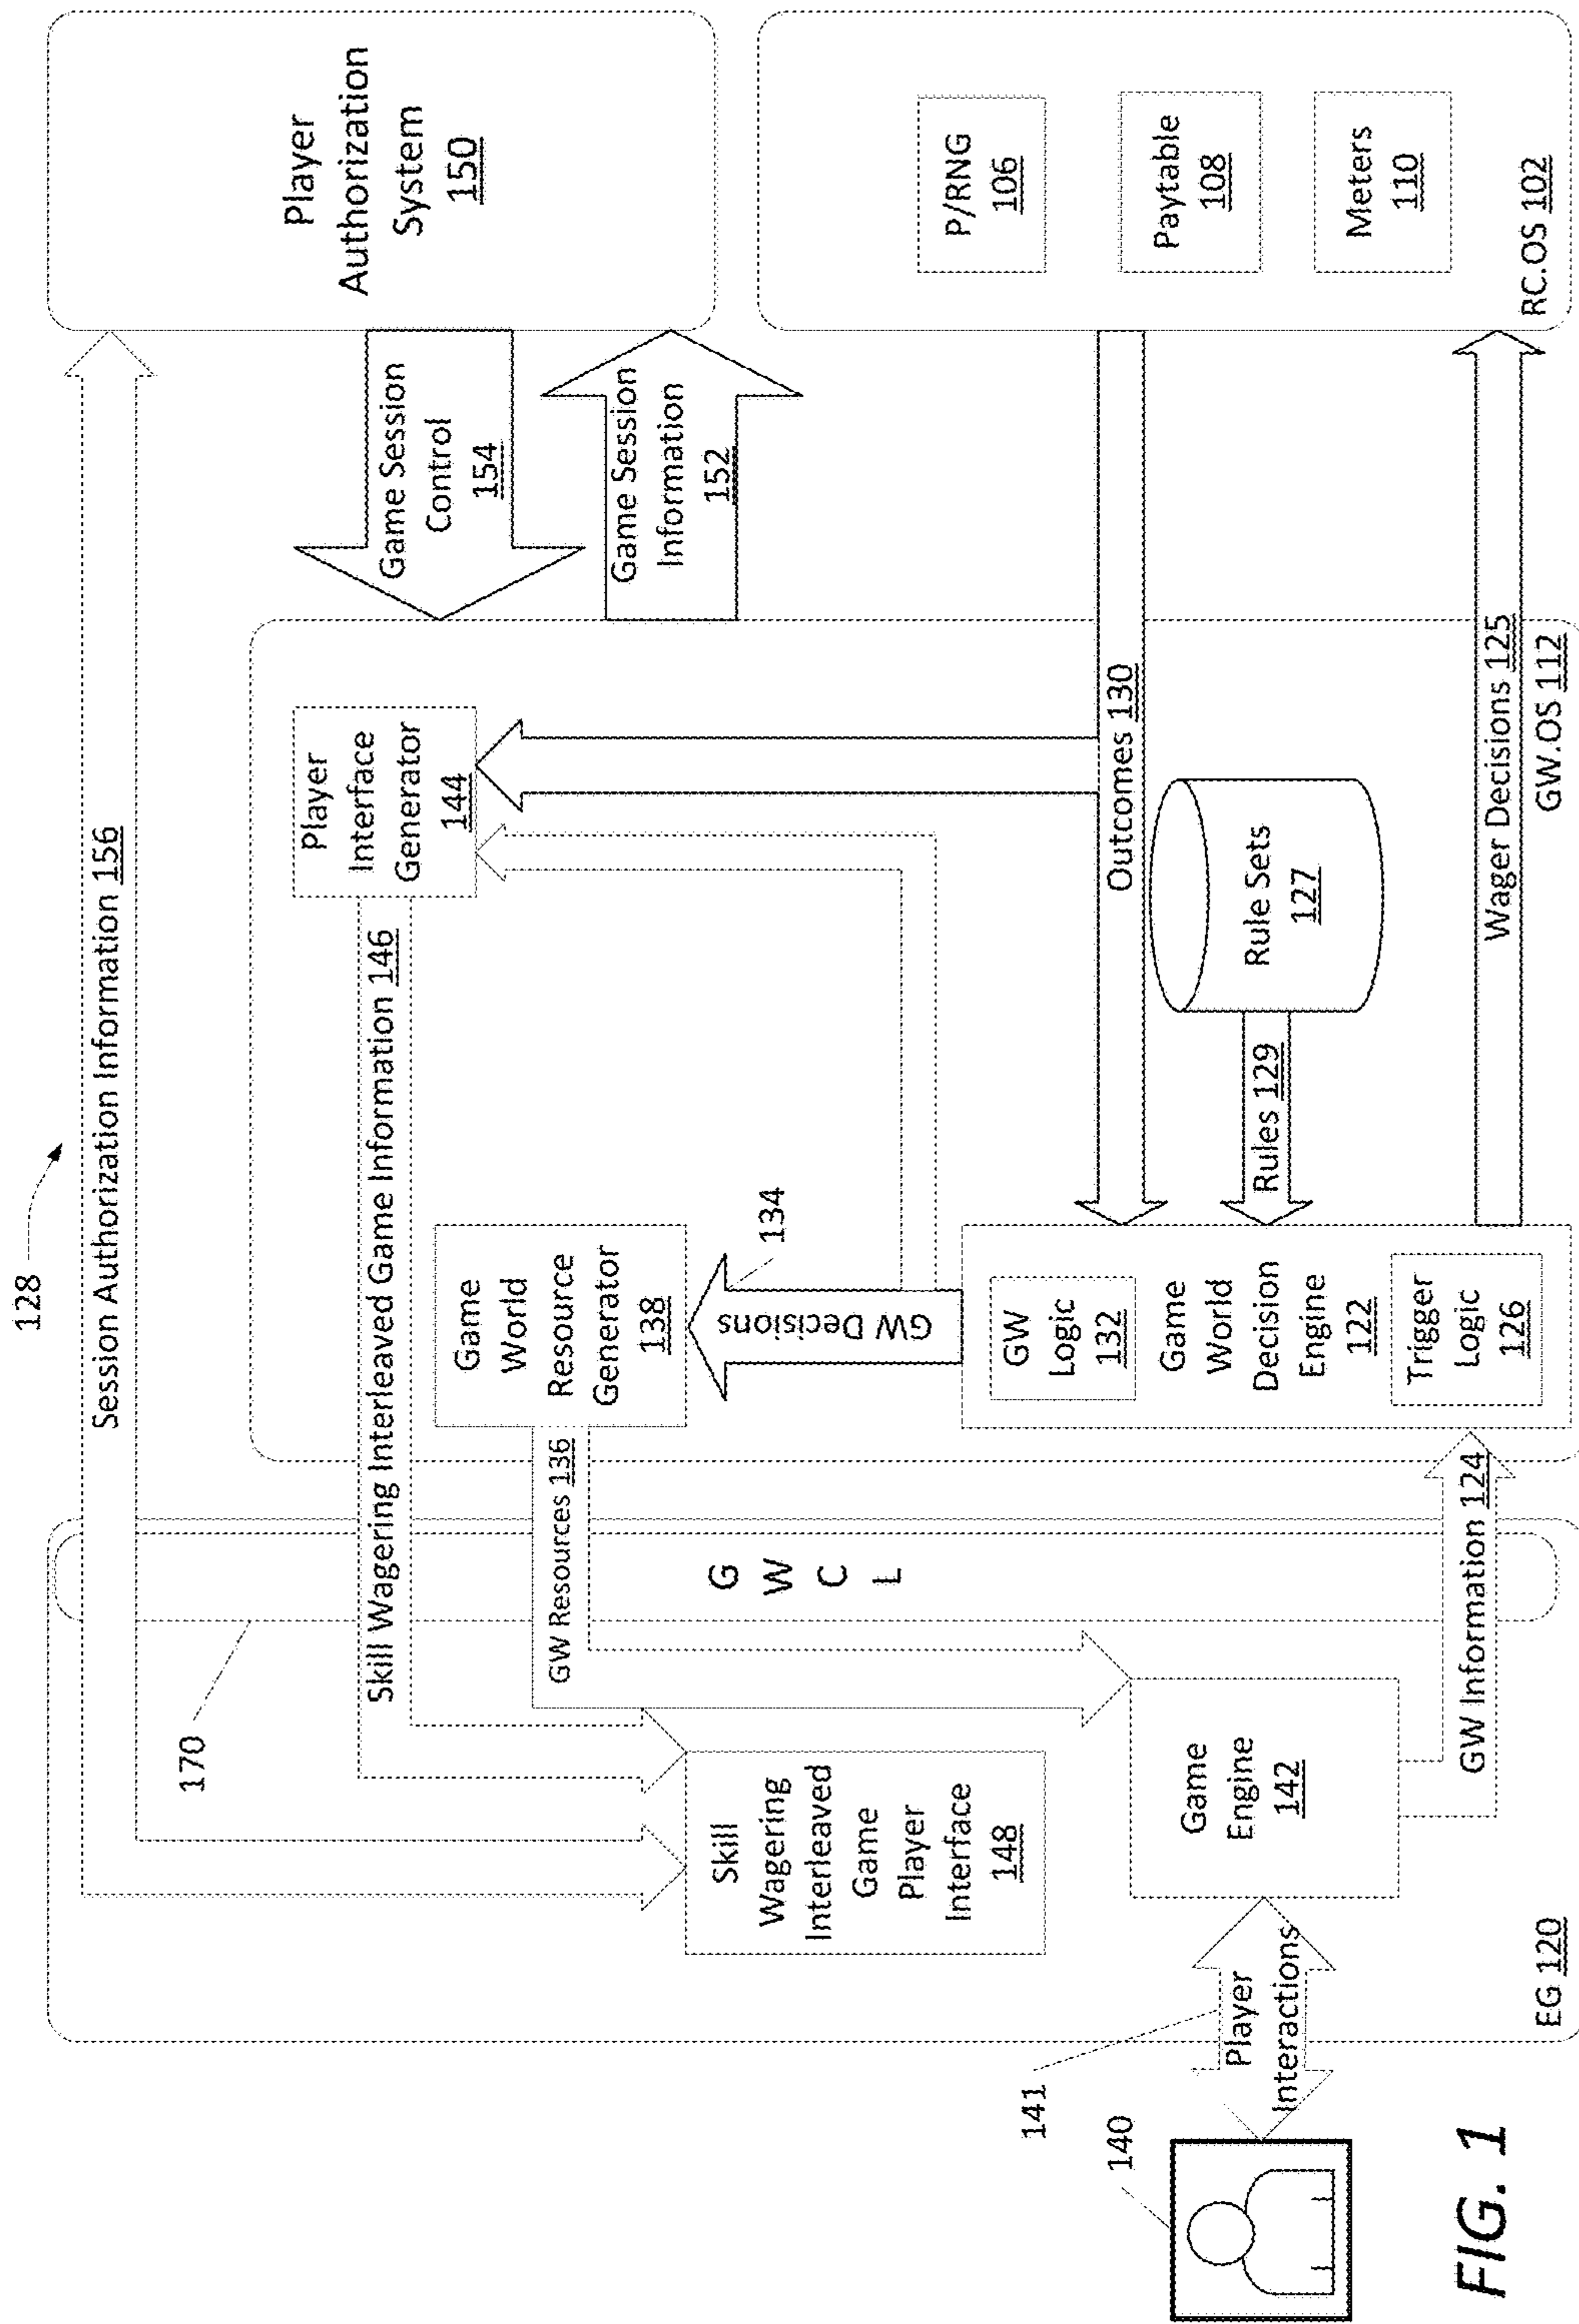 128
Session Authorization Information 156
170
Skill Wagering Interleaved Game Information 146
Player
Interface
Generator
144
Game Session
Control
154
Game Session
Information
152
Player
Authorization
System
150
Game
World
Resource
Generator
138
GW Resources 136
G
W
C
L
134
GW Decisions
Skill
Wagering
Interleaved
Game
Player
Interface
148
GW
Logic
132
Game
World
Decision
Engine
122
Trigger
Logic
126
Outcomes 130
Rules 129
Rule Sets
127
P/RNG
106
Paytable
108
Meters
110
RC.OS 102
Wager Decisions 125
GW.OS 112
Game
Engine
142
GW Information 124
Player
Interactions
141
140
EG 120
FIG. 1